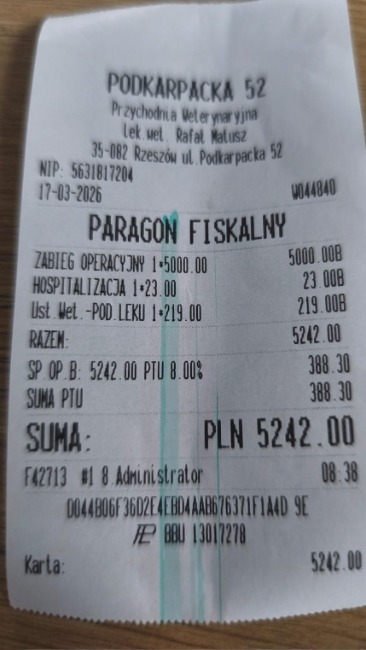 PODKARPACKA 52
Przychodnia Weterynaryjna
lek.wet. Rafał Matusz
35-082 Rzeszów ul.Podkarpacka 52
NIP: 5631817204
17-03-2026 W044840
PARAGON FISKALNY
ZABIEG OPERACYJNY 1*5000.00 5000.00B
HOSPITALIZACJA 1*23.00 23.00B
Ust.Wet.-POD.LEKU 1*219.00 219.00B
RAZEM: 5242.00
SP OP.B: 5242.00 PTU 8.00% 388.30
SUMA PTU 388.30
SUMA: PLN 5242.00
F42713 #1 8 Administrator 08:38
D044B06F36D2E4EBD4AAB676371F1A4D 9E
BBU 13017278
Karta: 5242.00